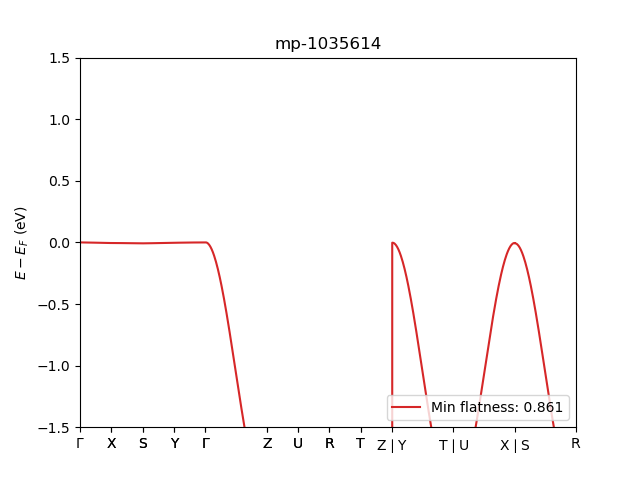 mp-1035614
E − E_F (eV)
1.5
1.0
0.5
0.0
−0.5
−1.0
−1.5
Min flatness: 0.861
Γ X S Y Γ Z U R T Z | Y T | U X | S R